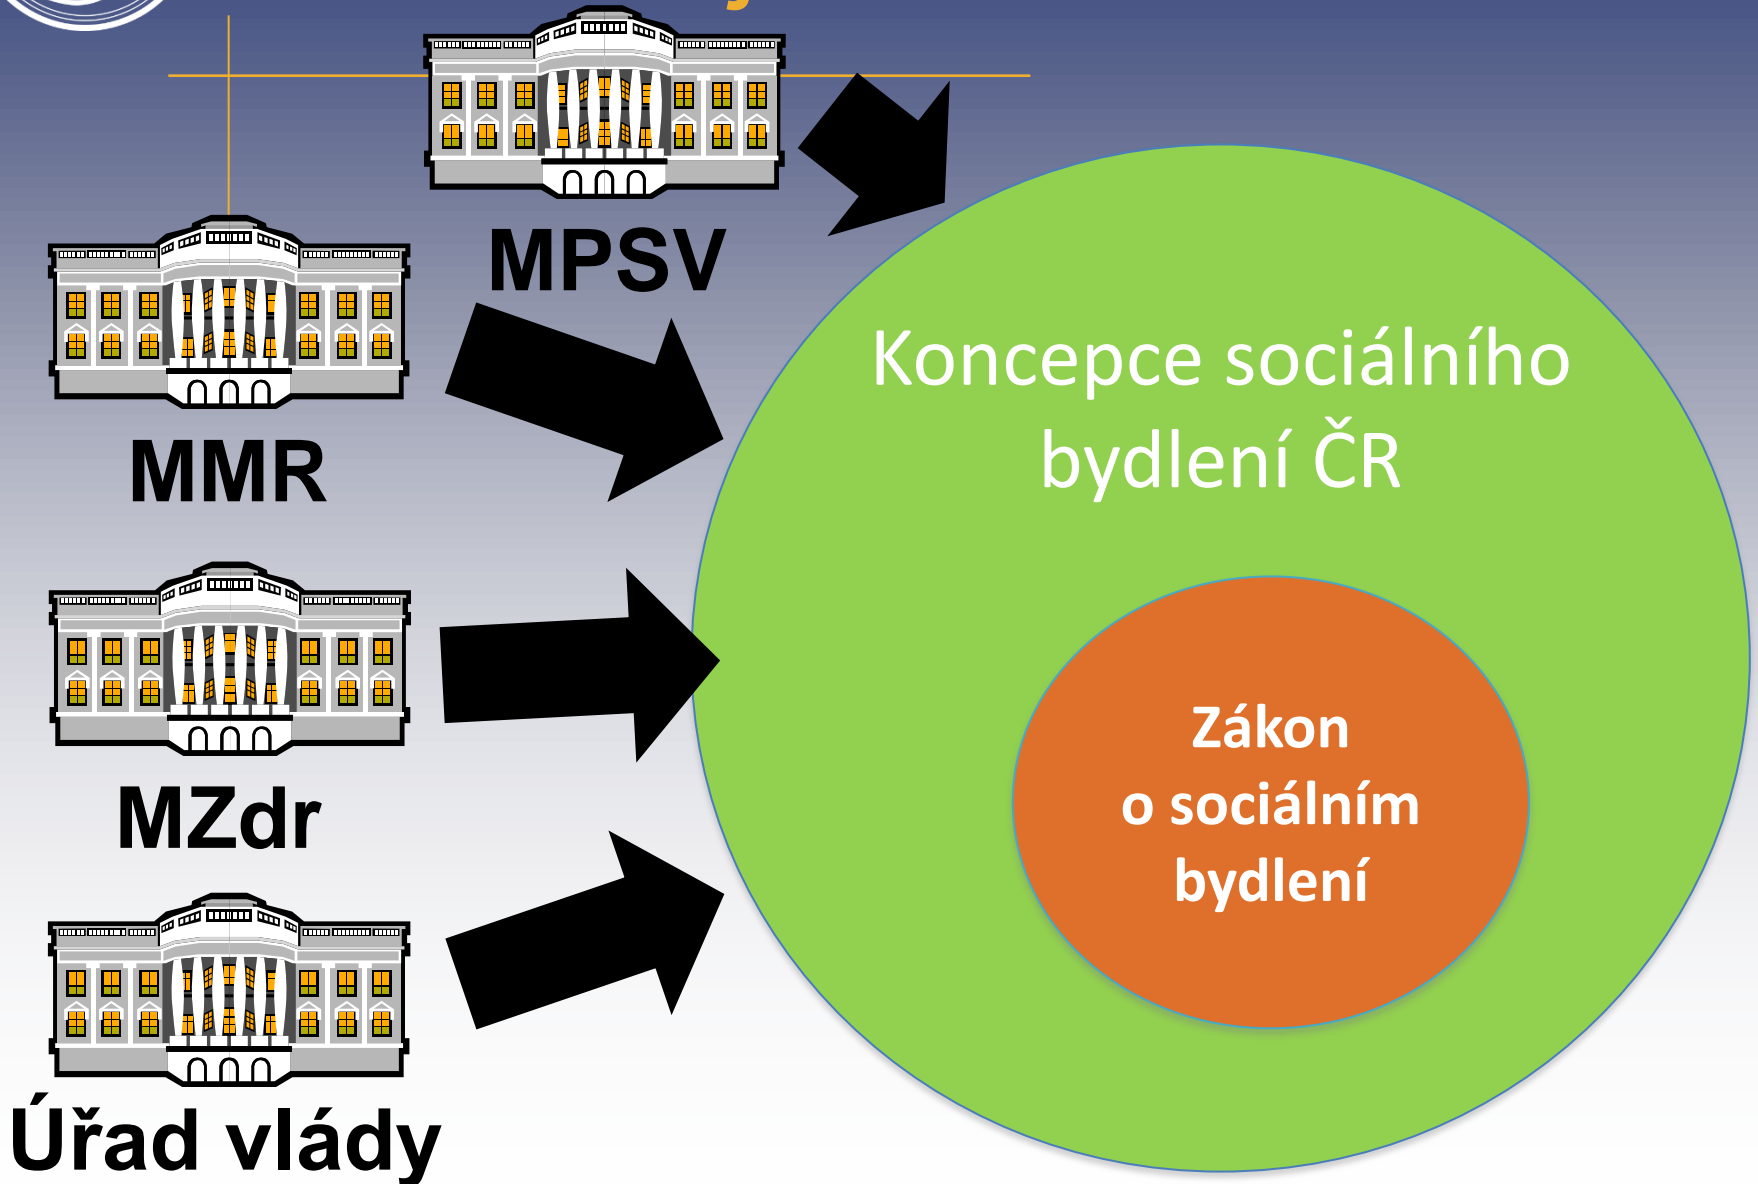 MPSV
MMR
MZdr
Úřad vlády
Koncepce sociálního
bydlení ČR
Zákon
o sociálním
bydlení